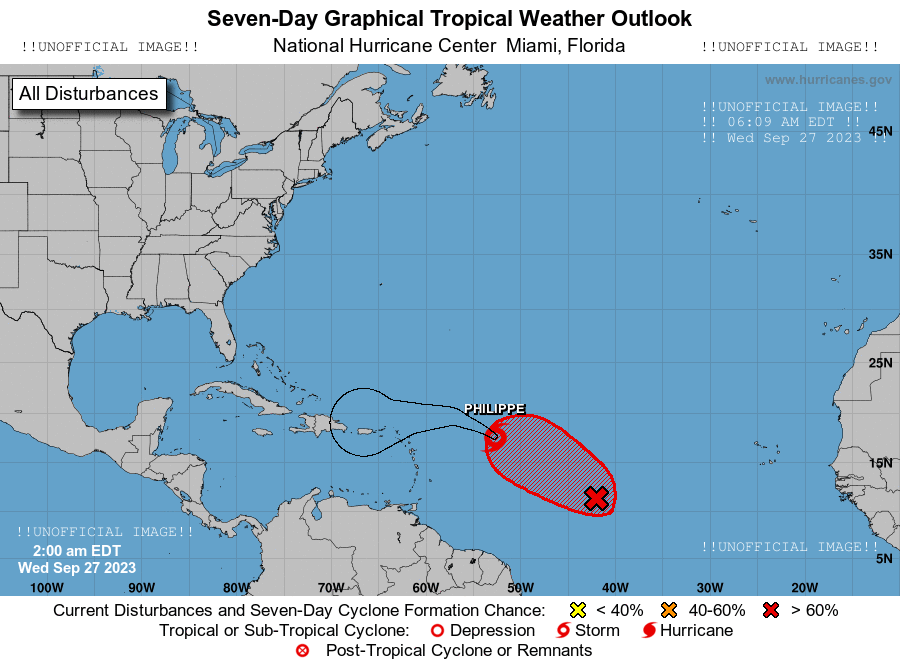 Seven-Day Graphical Tropical Weather Outlook
!!UNOFFICIAL IMAGE!! National Hurricane Center  Miami, Florida !!UNOFFICIAL IMAGE!!
www.hurricanes.gov
All Disturbances
!!UNOFFICIAL IMAGE!!
!! 06:09 AM EDT !!
!! Wed Sep 27 2023 !!
45N
35N
25N
PHILIPPE
15N
!!UNOFFICIAL IMAGE!!
2:00 am EDT
Wed Sep 27 2023
!!UNOFFICIAL IMAGE!!
5N
100W 90W 80W 70W 60W 50W 40W 30W 20W
Current Disturbances and Seven-Day Cyclone Formation Chance: < 40% 40-60% > 60%
Tropical or Sub-Tropical Cyclone: Depression Storm Hurricane
Post-Tropical Cyclone or Remnants